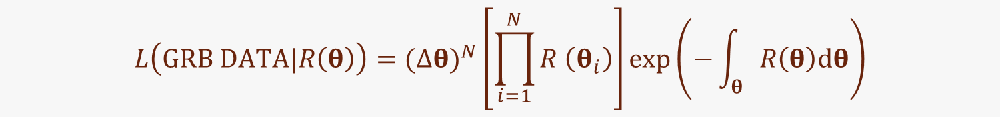 L(GRB DATA|R(𝛉)) = (Δ𝛉)^N [∏_{i=1}^{N} R (𝛉_i)] exp(−∫_𝛉 R(𝛉)d𝛉)